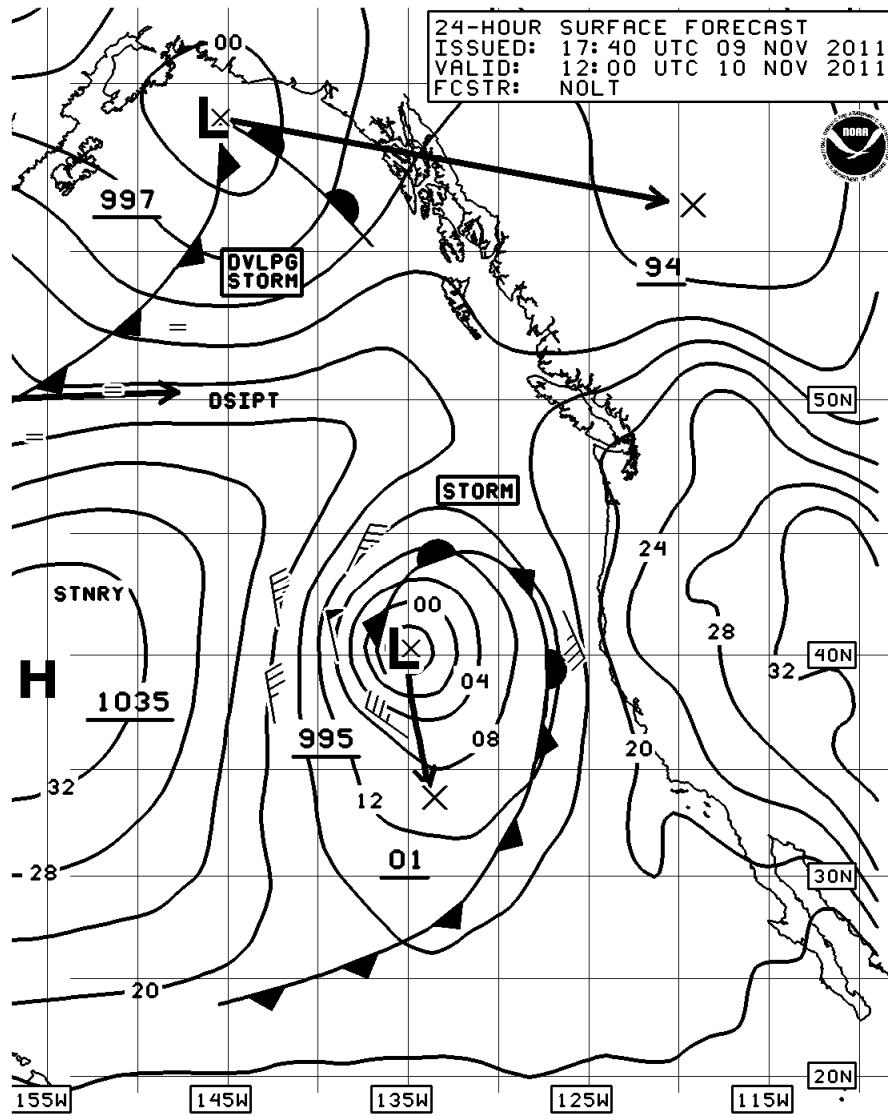 24-HOUR SURFACE FORECAST
ISSUED: 17:40 UTC 09 NOV 2011
VALID: 12:00 UTC 10 NOV 2011
FCSTR: NOLT
00
L
NOAA
997
DVLPG
STORM
94
DSIPT
50N
STORM
24
STNRY
00
28
L
40N
H
32
04
1035
995
08
20
32
12
01
28
30N
20
20N
155W
145W
135W
125W
115W